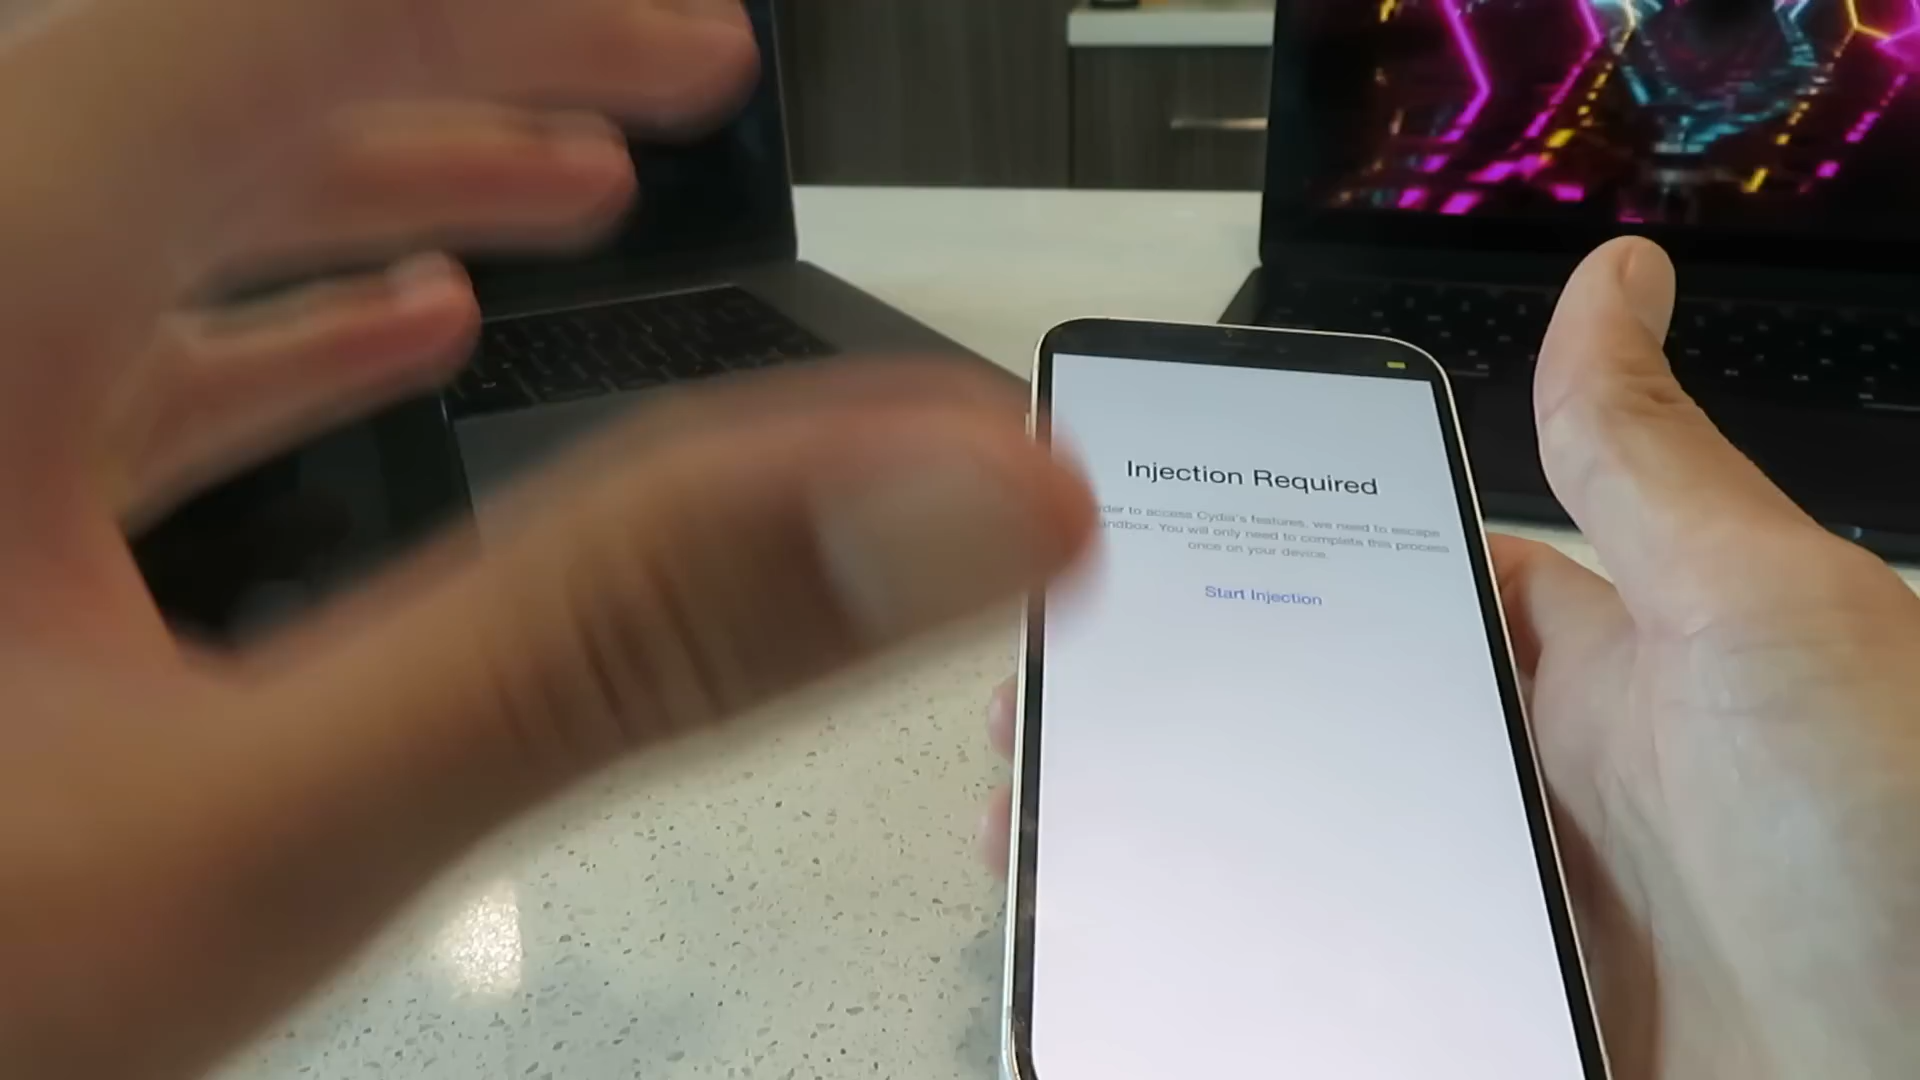 Injection Required
to access Cydia's features, we need to escape
You will only need to complete this process
once on your device.
Start Injection